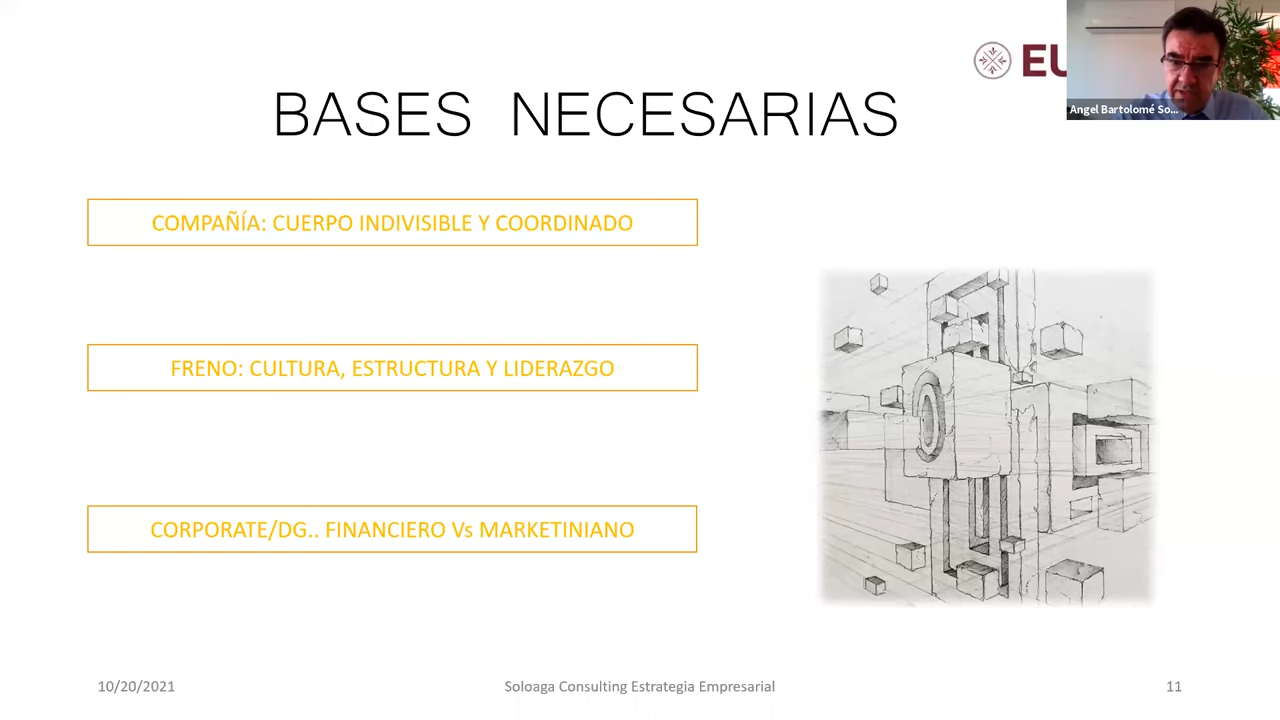 EU
Angel Bartolomé So...
BASES NECESARIAS
COMPAÑÍA: CUERPO INDIVISIBLE Y COORDINADO
FRENO: CULTURA, ESTRUCTURA Y LIDERAZGO
CORPORATE/DG.. FINANCIERO Vs MARKETINIANO
10/20/2021
Soloaga Consulting Estrategia Empresarial
11